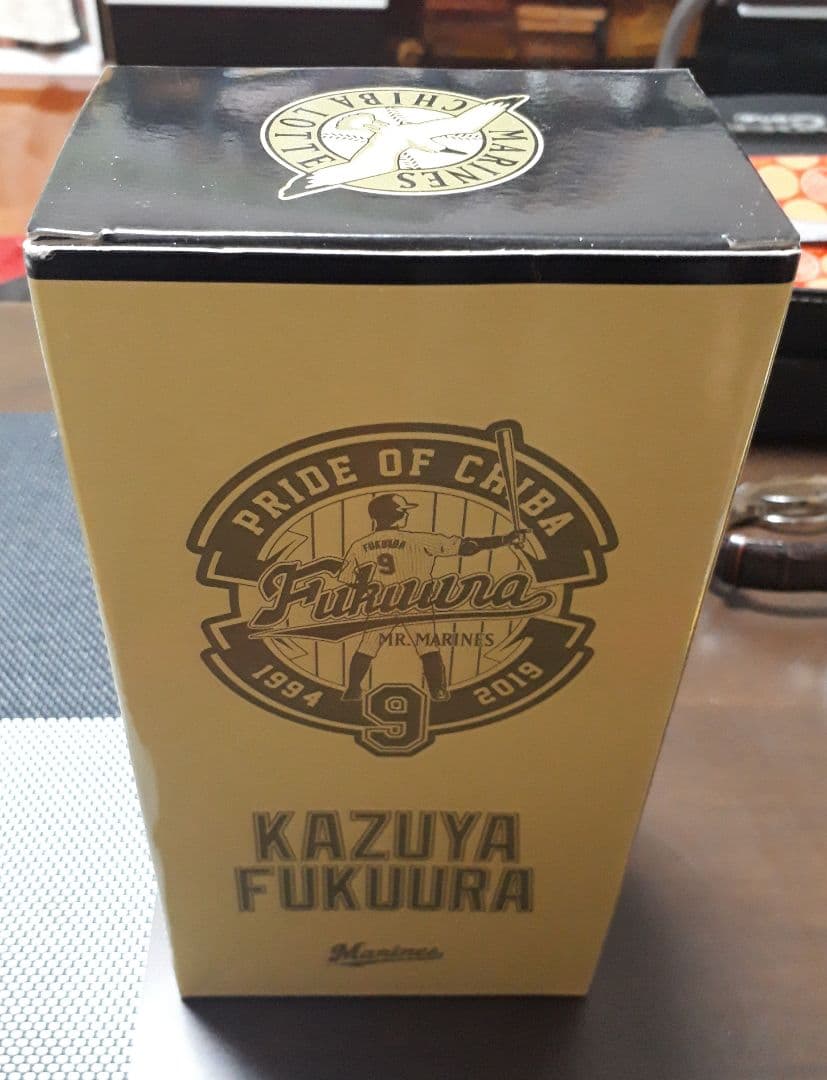 CHIBA LOTTE
MARINES
PRIDE OF CHIBA
FUKUURA
9
Fukuura
MR. MARINES
1994
9
2019
KAZUYA
FUKUURA
Marines